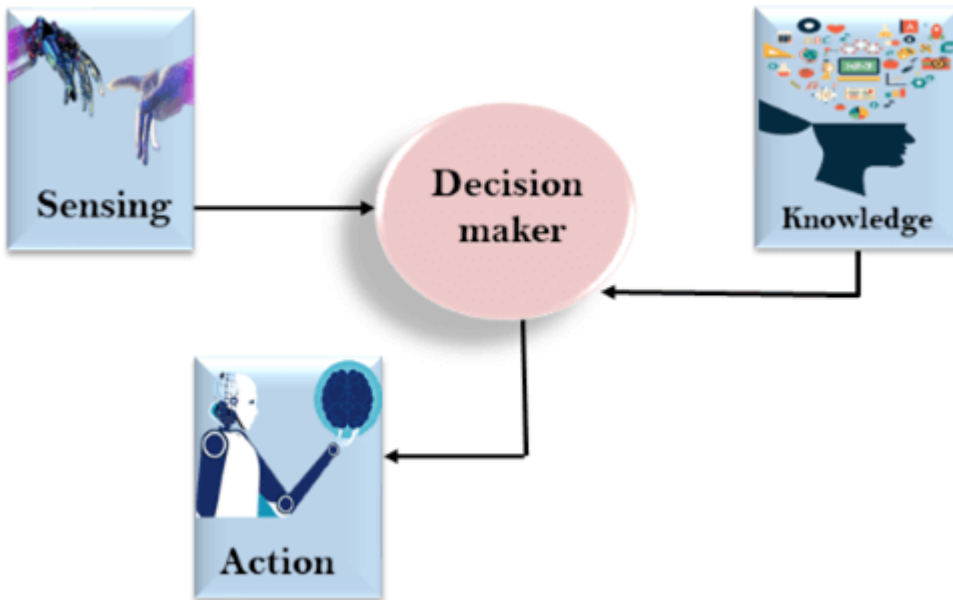 Sensing
Decision
maker
Knowledge
Action